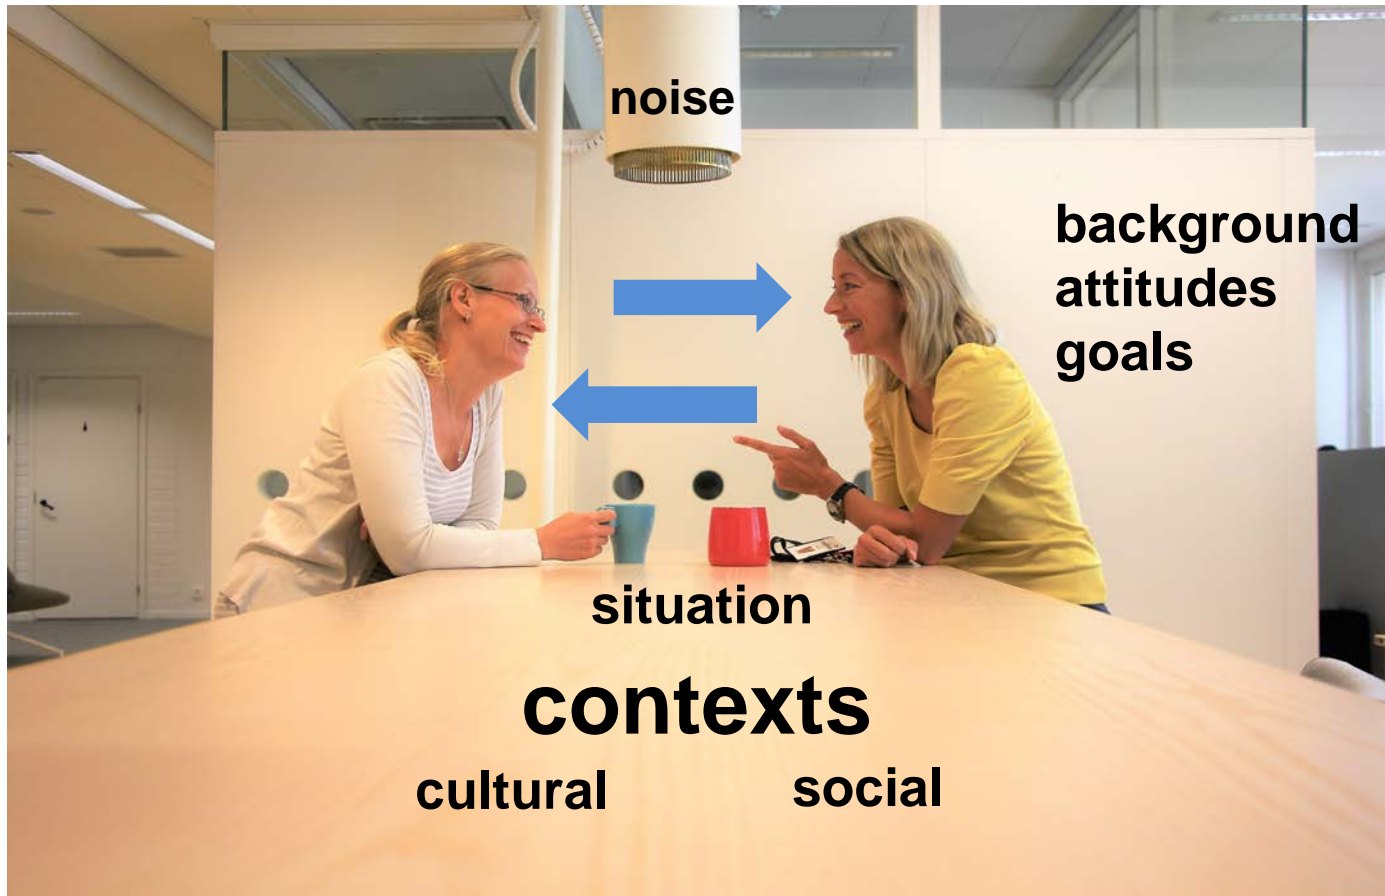 noise
background
attitudes
goals
situation
contexts
cultural
social